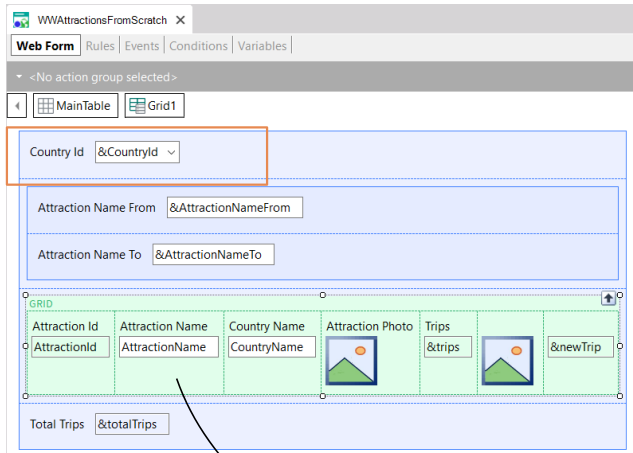 WWAttractionsFromScratch
Web Form Rules Events Conditions Variables
<No action group selected>
MainTable Grid1
Country Id &CountryId
Attraction Name From &AttractionNameFrom
Attraction Name To &AttractionNameTo
GRID
Attraction Id Attraction Name Country Name Attraction Photo Trips
AttractionId AttractionName CountryName &trips &newTrip
Total Trips &totalTrips